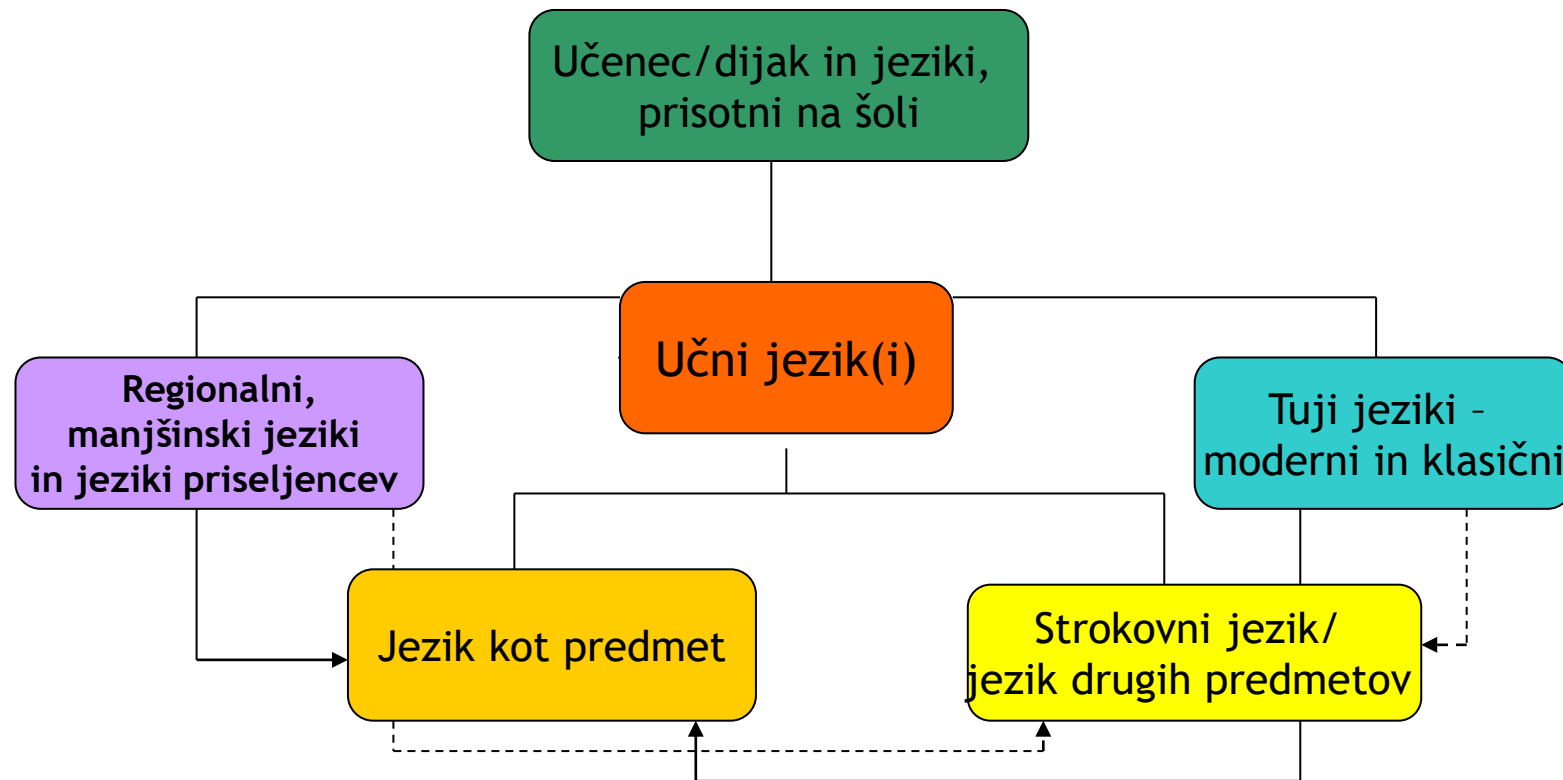 Učenec/dijak in jeziki,
prisotni na šoli
Učni jezik(i)
Regionalni,
manjšinski jeziki
in jeziki priseljencev
Tuji jeziki –
moderni in klasični
Jezik kot predmet
Strokovni jezik/
jezik drugih predmetov